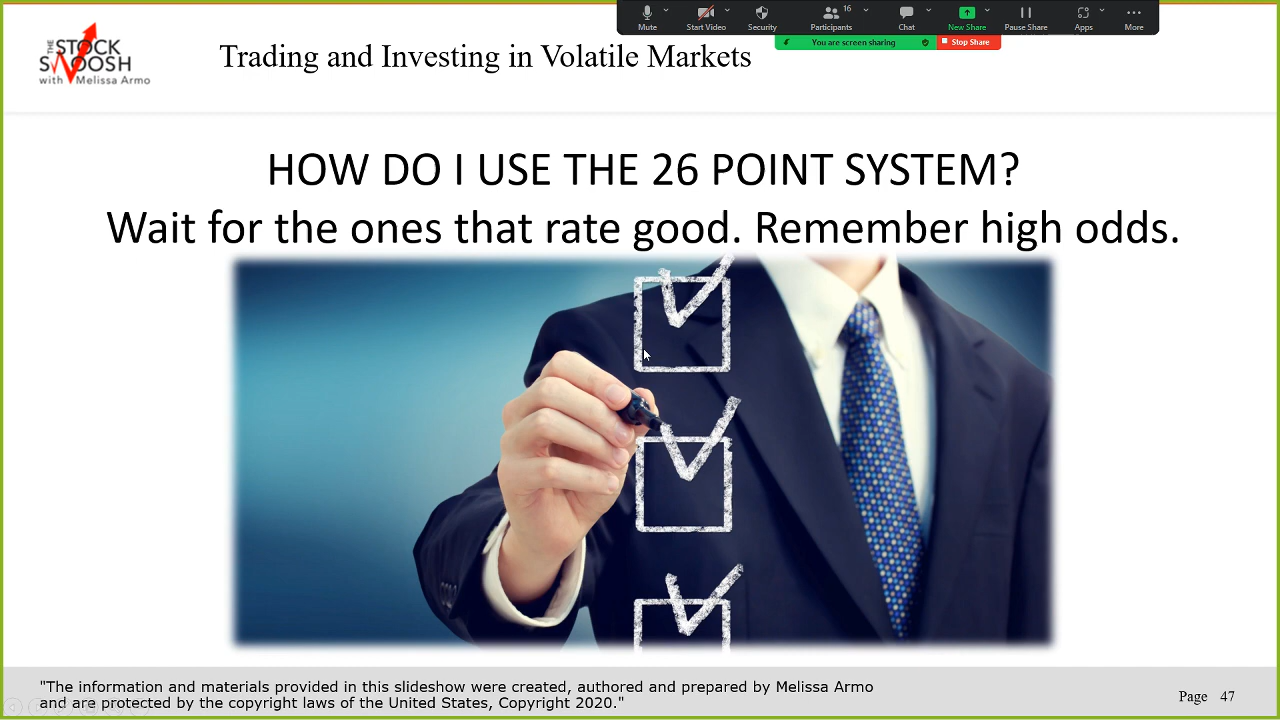 Mute
Start Video
Security
16
Participants
Chat
New Share
Pause Share
Apps
More
You are screen sharing
Stop Share
THE STOCK
SWOOSH
with Melissa Armo
Trading and Investing in Volatile Markets
HOW DO I USE THE 26 POINT SYSTEM?
Wait for the ones that rate good. Remember high odds.
"The information and materials provided in this slideshow were created, authored and prepared by Melissa Armo
and are protected by the copyright laws of the United States, Copyright 2020."
Page 47